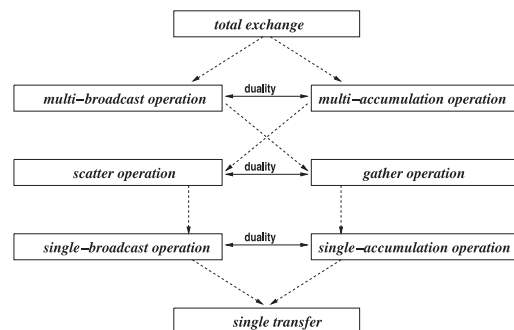 total exchange
multi−broadcast operation
duality
multi−accumulation operation
scatter operation
duality
gather operation
single−broadcast operation
duality
single−accumulation operation
single transfer